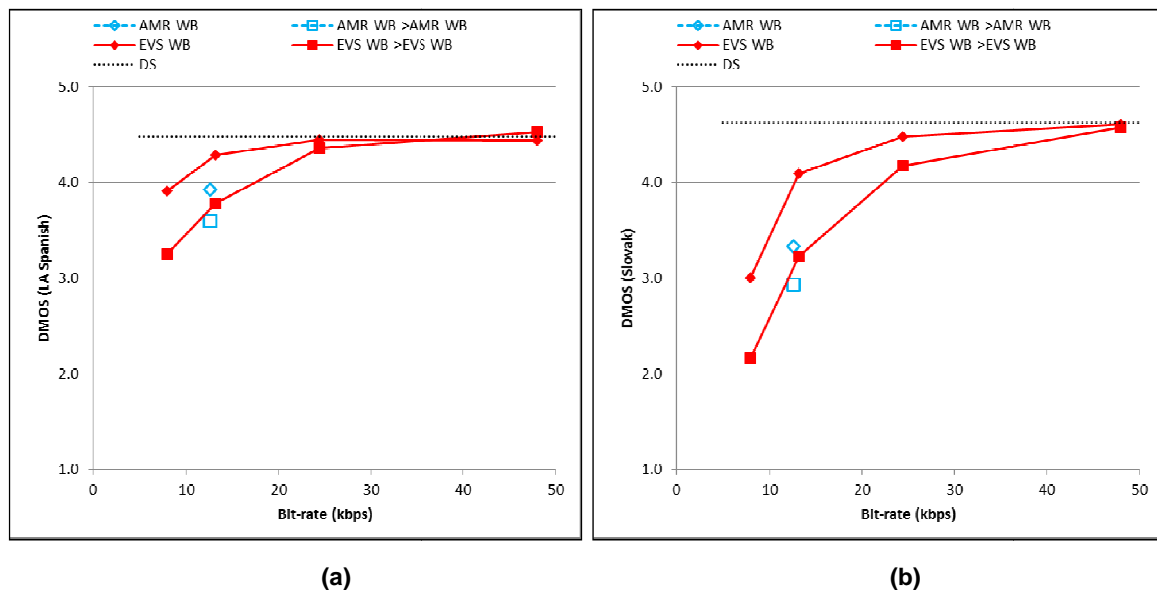 AMR WB AMR WB >AMR WB
EVS WB EVS WB >EVS WB
DS
5.0
4.0
3.0
2.0
1.0
DMOS (LA Spanish)
0 10 20 30 40 50
Bit-rate (kbps)
(a)
AMR WB AMR WB >AMR WB
EVS WB EVS WB >EVS WB
DS
5.0
4.0
3.0
2.0
1.0
DMOS (Slovak)
0 10 20 30 40 50
Bit-rate (kbps)
(b)